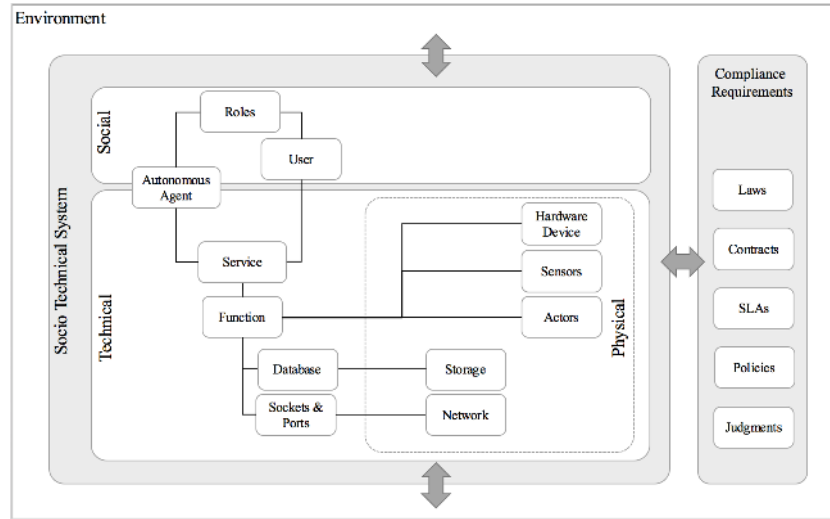 Environment
Compliance
Requirements
Social
Roles
User
Autonomous
Agent
Laws
Hardware
Device
Socio Technical System
Technical
Service
Sensors
Contracts
Function
Actors
Physical
SLAs
Database
Storage
Policies
Sockets &
Ports
Network
Judgments